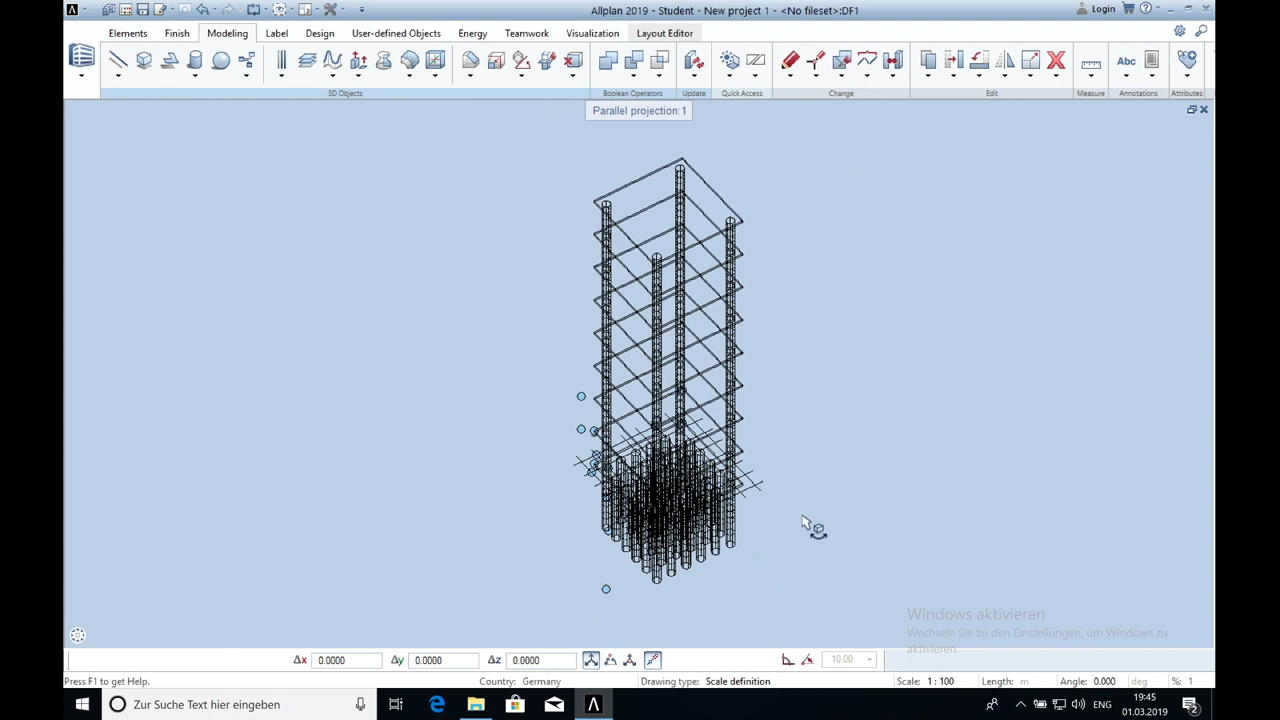 Allplan 2019 - Student - New project 1 - <No fileset>:DF1
Login
Elements Finish Modeling Label Design User-defined Objects Energy Teamwork Visualization Layout Editor
Abc
3D Objects Boolean Operators Update Quick Access Change Edit Measure Annotations Attributes
Parallel projection:1
Windows aktivieren
Wechseln Sie zu den Einstellungen, um Windows zu
aktivieren.
Δx 0.0000 Δy 0.0000 Δz 0.0000 10.00
Press F1 to get Help. Country: Germany Drawing type: Scale definition Scale: 1 : 100 Length: m Angle: 0.000 deg %: 1
Zur Suche Text hier eingeben
ENG
19:45
01.03.2019
2